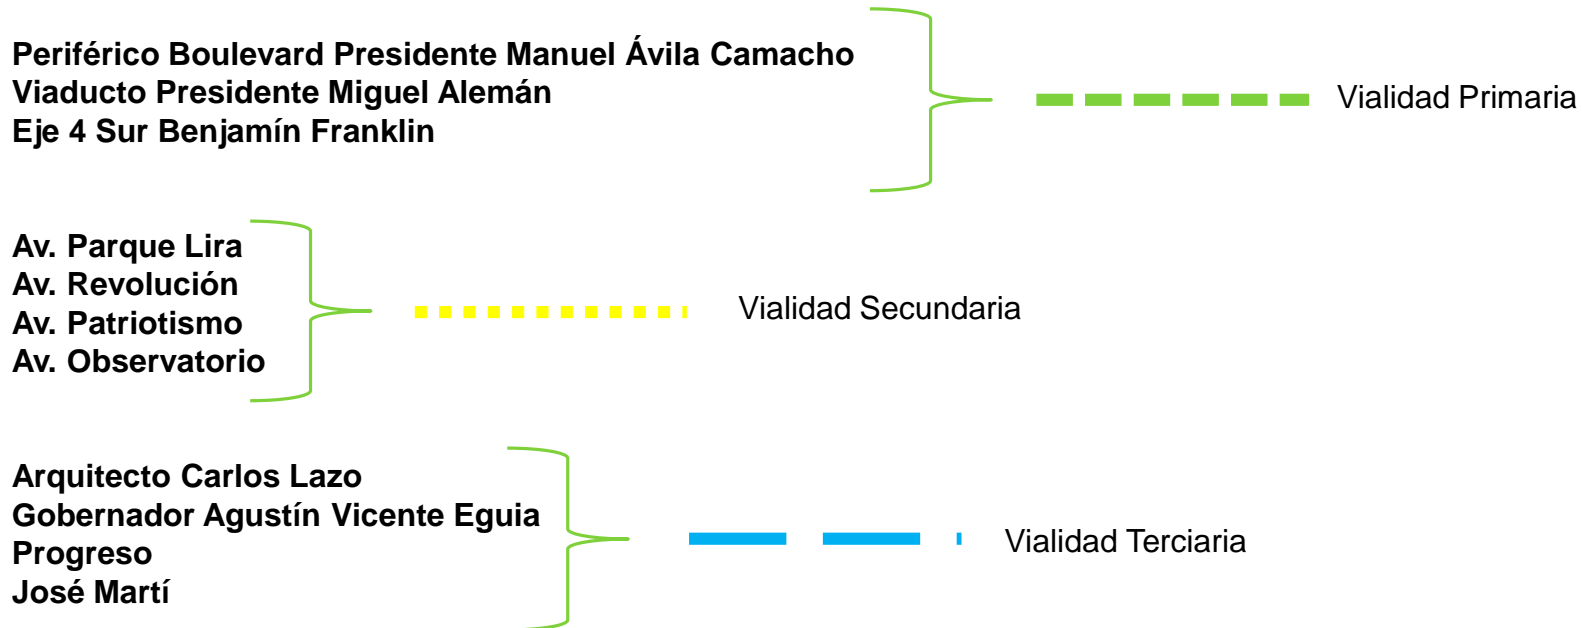 Periférico Boulevard Presidente Manuel Ávila Camacho
Viaducto Presidente Miguel Alemán
Eje 4 Sur Benjamín Franklin
Vialidad Primaria
Av. Parque Lira
Av. Revolución
Av. Patriotismo
Av. Observatorio
Vialidad Secundaria
Arquitecto Carlos Lazo
Gobernador Agustín Vicente Eguia
Progreso
José Martí
Vialidad Terciaria